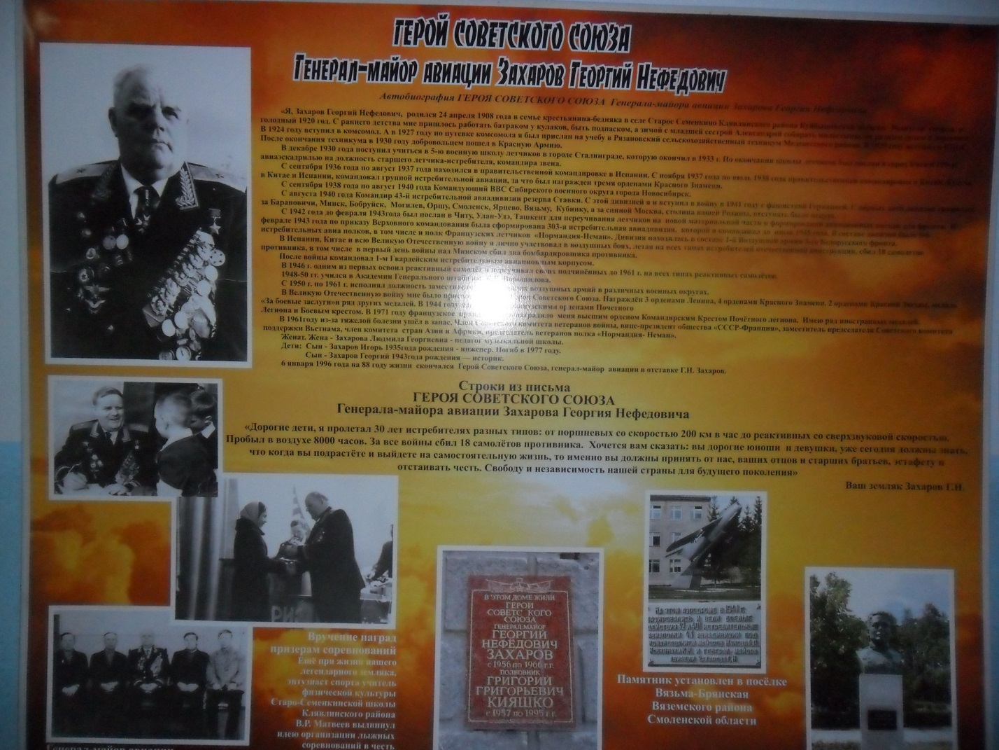 ГЕРОЙ СОВЕТСКОГО СОЮЗА
ГЕНЕРАЛ-МАЙОР АВИАЦИИ ЗАХАРОВ ГЕОРГИЙ НЕФЕДОВИЧ
Автобиография ГЕРОЯ СОВЕТСКОГО СОЮЗА Генерала-майора авиации Захарова Георгия Нефедовича
«Я, Захаров Георгий Нефедович, родился 24 апреля 1908 года в семье крестьянина-бедняка в селе Старое Семенкино Клявлинского района
голодный 1920 год. С раннего детства мне пришлось работать батраком у кулаков, быть подпаском, а зимой с младшей сестрой Александрой собирать
В 1924 году вступил в комсомол. А в 1927 году по путевке комсомола я был прислан на учебу в Рязановский сельскохозяйственный техникум
После окончания техникума в 1930 году добровольцем пошел в Красную Армию.
В декабре 1930 года поступил учиться в 5-ю военную школу летчиков в городе Сталинграде, которую окончил в 1933 г. По окончании школы
авиаэскадрилью на должность старшего летчика-истребителя, командира звена.
С сентября 1936 года по август 1937 года находился в правительственной командировке в Испании. С ноября 1937 года по июль 1938 года
в Китае и Испании, командовал группой истребительной авиации, за что был награжден тремя орденами Красного Знамени.
С сентября 1938 года по август 1940 года Командующий ВВС Сибирского военного округа города Новосибирск.
С августа 1940 года Командир 43-й истребительной авиадивизии резерва Ставки. С этой дивизией я и вступил в войну в 1941 году с фашистской Германией.
за Барановичи, Минск, Бобруйск, Могилев, Оршу, Смоленск, Ярцево, Вязьму, Кубинку, а за спиной Москва, столица нашей Родины, отступать было некуда.
С 1942 года до февраля 1943года был послан в Читу, Улан-Удэ, Ташкент для переучивания летчиков на новой материальной части и
феврале 1943 года по приказу Верховного командования была сформирована 303-я истребительная авиадивизия, которой я командовал до
истребительных авиа полков, в том числе и полк Французских летчиков «Нормандия-Неман». Дивизия находилась в составе 1-й Воздушной армии 3-го Белорусского фронта.
В Испании, Китае и всю Великую Отечественную войну я лично участвовал в воздушных боях, летая на всех типах истребителей отечественной конструкции, сбил 18 самолетов
противника, в том числе в первый день войны над Минском сбил два бомбардировщика противника.
После войны командовал 1-м Гвардейским истребительным авиационным корпусом.
В 1946 г. одним из первых освоил реактивный самолёт и переучивал своих подчинённых до 1961 г. на всех типах реактивных самолётов.
1948-50 гг. учился в Академии Генерального штаба им. Ворошилова.
С 1950 г. по 1961 г. исполнял должность воздушных армий в различных военных округах.
В Великую Отечественную войну мне было Советского Союза. Награждён 3 орденами Ленина, 4 орденами Красного Знамени, 2 орденами Красной Звезды, медаль
«За боевые заслуги»и ряд других медалей. В 1944 году орденами Почетного
Легиона и Боевым крестом. В 1971 году французское наградило меня высшим орденом Командирским Крестом Почётного легиона. Имею ряд иностранных медалей.
В 1961году из-за тяжелой болезни ушёл в запас. Член Советского комитета ветеранов войны, вице-президент общества «СССР-Франция», заместитель председателя Советского комитета
поддержки Вьетнама, член комитета стран Азии и Африки, председатель ветеранов полка «Нормандия- Неман».
Женат. Жена - Захарова Людмила Георгиевна - педагог музыкальной школы.
Дети: Сын - Захаров Игорь 1935года рождения - инженер. Погиб в 1977 году.
Сын - Захаров Георгий 1943года рождения — историк.
6 января 1996 года на 88 году жизни скончался Герой Советского Союза, генерал-майор авиации в отставке Г.Н. Захаров.
Строки из письма
ГЕРОЯ СОВЕТСКОГО СОЮЗА
Генерала-майора авиации Захарова Георгия Нефедовича
«Дорогие дети, я пролетал 30 лет истребителях разных типов: от поршневых со скоростью 200 км в час до реактивных со сверхзвуковой скоростью.
Пробыл в воздухе 8000 часов. За все войны сбил 18 самолётов противника. Хочется вам сказать: вы дорогие юноши и девушки, уже сегодня должны знать,
что когда вы подрастёте и выйдете на самостоятельную жизнь, то именно вы должны принять от нас, ваших отцов и старших братьев, эстафету и
отстаивать честь. Свободу и независимость нашей страны для будущего поколения»
Ваш земляк Захаров Г.Н.
Вручение наград
призерам соревнований
Ещё при жизни нашего
легендарного земляка,
энтузиаст спорта учитель
физической культуры
Старо-Семенкинской школы
Клявлинского района
В.Р. Матвеев выдвинул
идею организации лыжных
соревнований в честь
Генерал-майор авиации
В ЭТОМ ДОМЕ ЖИЛИ
ГЕРОИ
СОВЕТСКОГО
СОЮЗА
ГЕНЕРАЛ МАЙОР
ГЕОРГИЙ
НЕФЁДОВИЧ
ЗАХАРОВ
с 1956 по 1966 г.г.
ПОЛКОВНИК
ГРИГОРИЙ
ГРИГОРЬЕВИЧ
КИЯШКО
с 1957 по 1995 г.г.
На этом аэродроме в 1941 г.
базировались и вели боевые
действия истребительные
авиаполки 43 авиадивизии под
командованием майоров
и генерал-майора
авиации Захарова Г.Н.
Памятник установлен в посёлке
Вязьма-Брянская
Вяземского района
Смоленской области